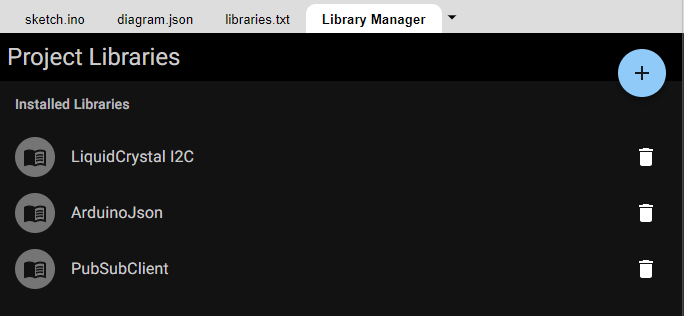 sketch.ino diagram.json libraries.txt Library Manager
Project Libraries
Installed Libraries
LiquidCrystal I2C
ArduinoJson
PubSubClient